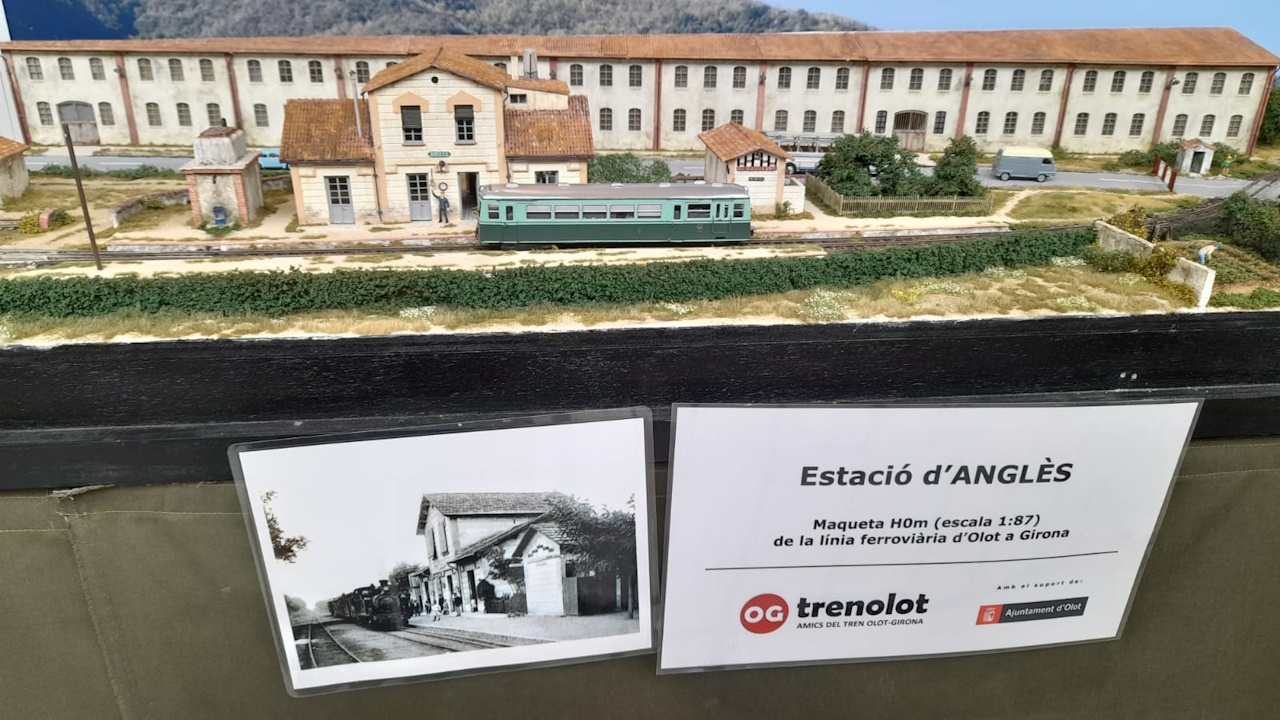 Estació d'ANGLÈS
Maqueta H0m (escala 1:87)
de la línia ferroviària d'Olot a Girona
Amb el suport de:
OG trenolot
AMICS DEL TREN OLOT-GIRONA
Ajuntament d'Olot